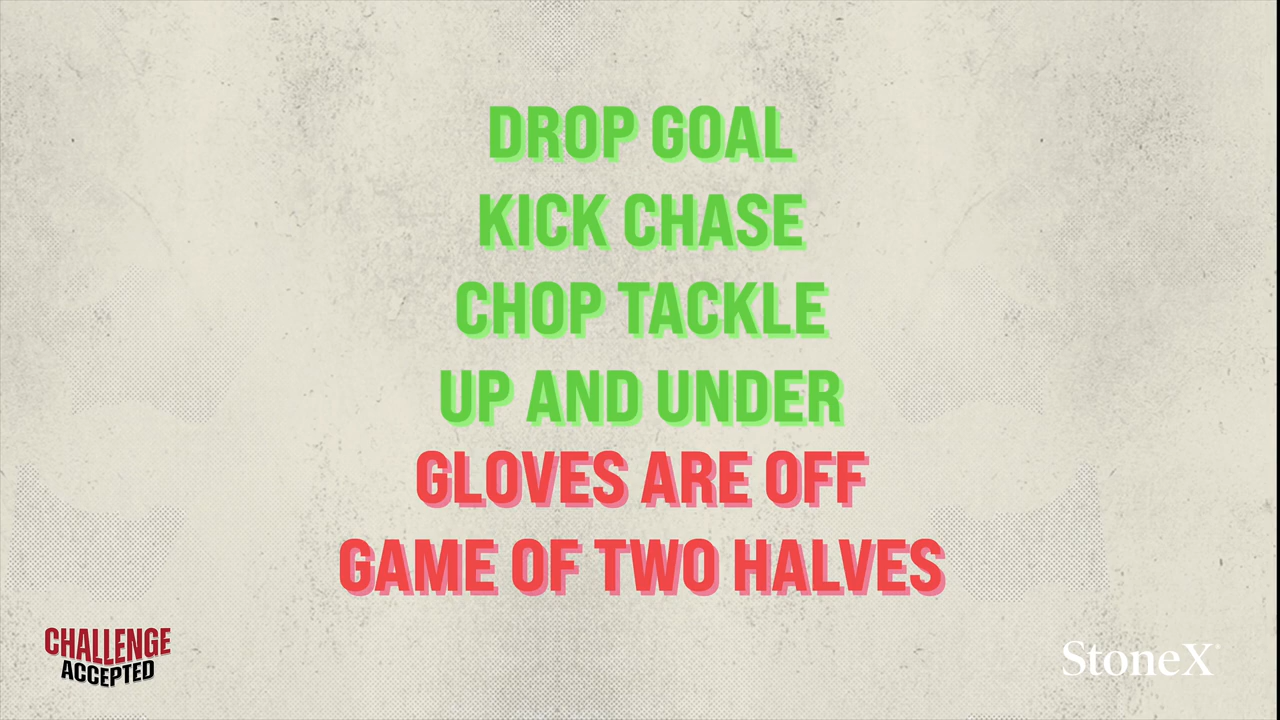 DROP GOAL
KICK CHASE
CHOP TACKLE
UP AND UNDER
GLOVES ARE OFF
GAME OF TWO HALVES
CHALLENGE
ACCEPTED
StoneX®